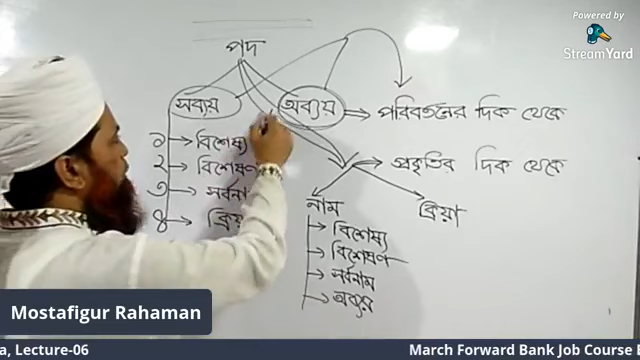 Powered by
StreamYard
পদ
সব্যয়
অব্যয়
পরিবর্তনের দিক থেকে
১ → বিশেষ্য
২ → বিশেষণ
৩ → সর্বনা
৪ → ক্রিয়
প্রকৃতির দিক থেকে
নাম
ক্রিয়া
→ বিশেষ্য
→ বিশেষণ
→ সর্বনাম
→ অব্যয়
Mostafigur Rahaman
a, Lecture-06
March Forward Bank Job Course